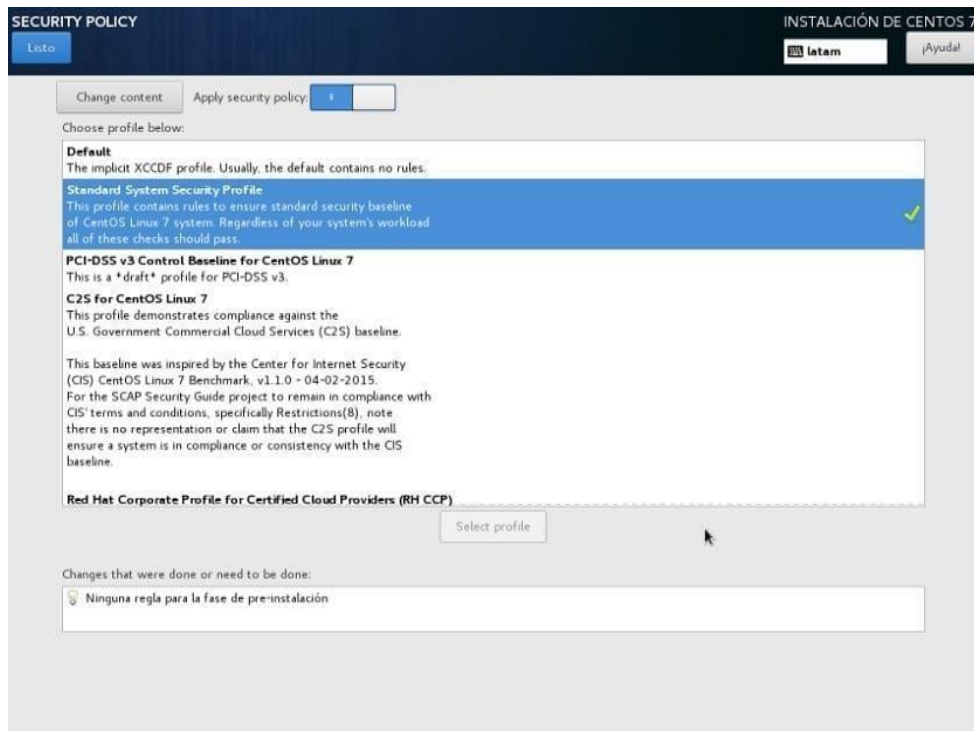 SECURITY POLICY
INSTALACIÓN DE CENTOS 7
Listo
latam
¡Ayuda!
Change content
Apply security policy:
Choose profile below:
Default
The implicit XCCDF profile. Usually, the default contains no rules.
Standard System Security Profile
This profile contains rules to ensure standard security baseline
of CentOS Linux 7 system. Regardless of your system's workload
all of these checks should pass.
PCI-DSS v3 Control Baseline for CentOS Linux 7
This is a *draft* profile for PCI-DSS v3.
C2S for CentOS Linux 7
This profile demonstrates compliance against the
U.S. Government Commercial Cloud Services (C2S) baseline.
This baseline was inspired by the Center for Internet Security
(CIS) CentOS Linux 7 Benchmark, v1.1.0 - 04-02-2015.
For the SCAP Security Guide project to remain in compliance with
CIS' terms and conditions, specifically Restrictions(8), note
there is no representation or claim that the C2S profile will
ensure a system is in compliance or consistency with the CIS
baseline.
Red Hat Corporate Profile for Certified Cloud Providers (RH CCP)
Select profile
Changes that were done or need to be done:
Ninguna regla para la fase de pre-instalación